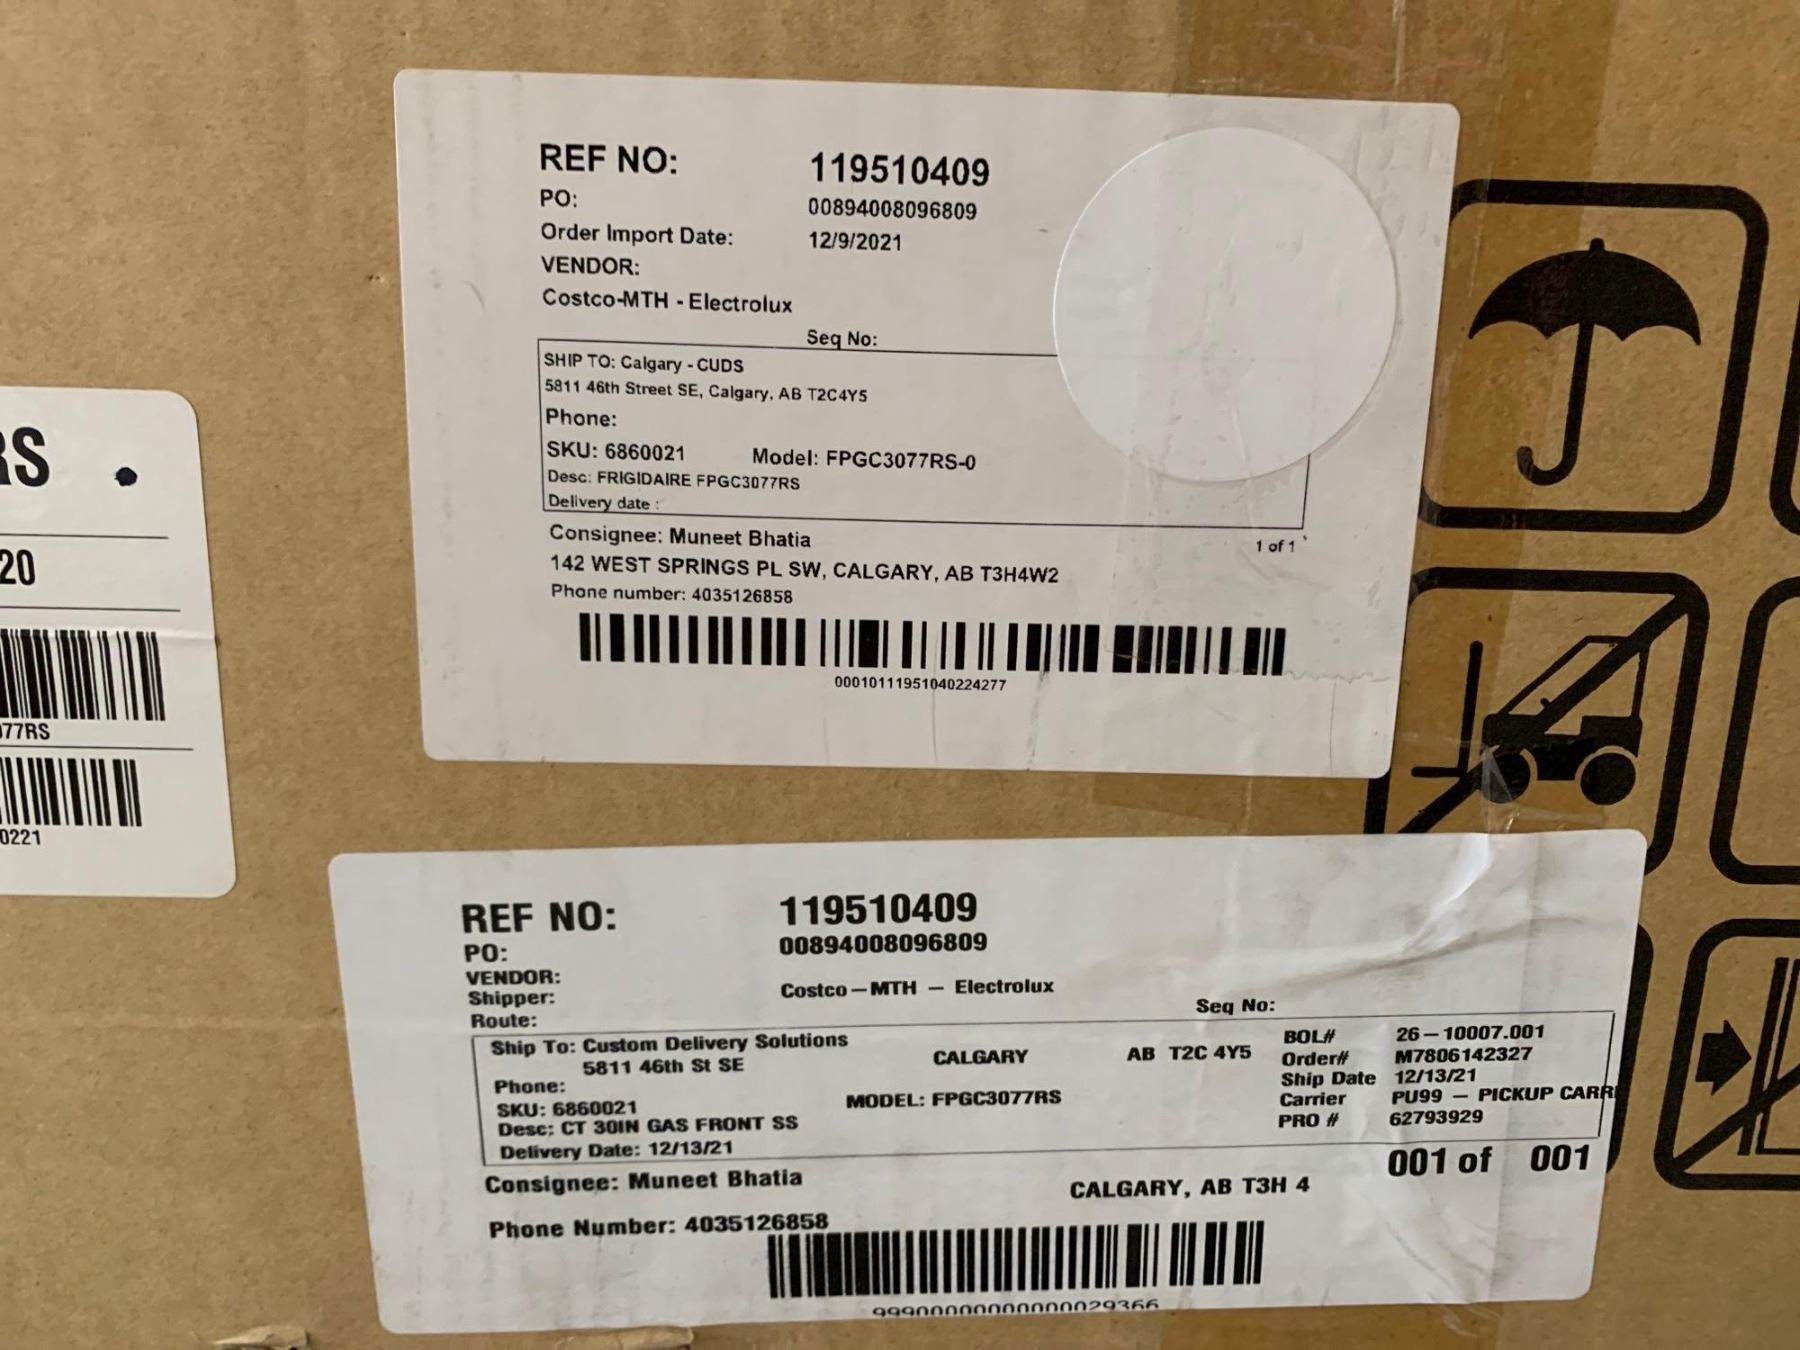 RS
20
077RS
0221
REF NO: 119510409
PO: 00894008096809
Order Import Date: 12/9/2021
VENDOR:
Costco-MTH - Electrolux
Seq No:
SHIP TO: Calgary - CUDS
5811 46th Street SE, Calgary, AB T2C4Y5
Phone:
SKU: 6860021 Model: FPGC3077RS-0
Desc: FRIGIDAIRE FPGC3077RS
Delivery date :
Consignee: Muneet Bhatia
1 of 1
142 WEST SPRINGS PL SW, CALGARY, AB T3H4W2
Phone number: 4035126858
00010111951040224277
REF NO: 119510409
PO: 00894008096809
VENDOR:
Shipper: Costco-MTH - Electrolux
Route:
Seq No:
Ship To: Custom Delivery Solutions
5811 46th St SE CALGARY AB T2C 4Y5
Phone:
SKU: 6860021 MODEL: FPGC3077RS
Desc: CT 30IN GAS FRONT SS
Delivery Date: 12/13/21
BOL# 26-10007.001
Order# M7806142327
Ship Date 12/13/21
Carrier PU99 - PICKUP CARRI
PRO # 62793929
001 of 001
Consignee: Muneet Bhatia
CALGARY, AB T3H 4
Phone Number: 4035126858